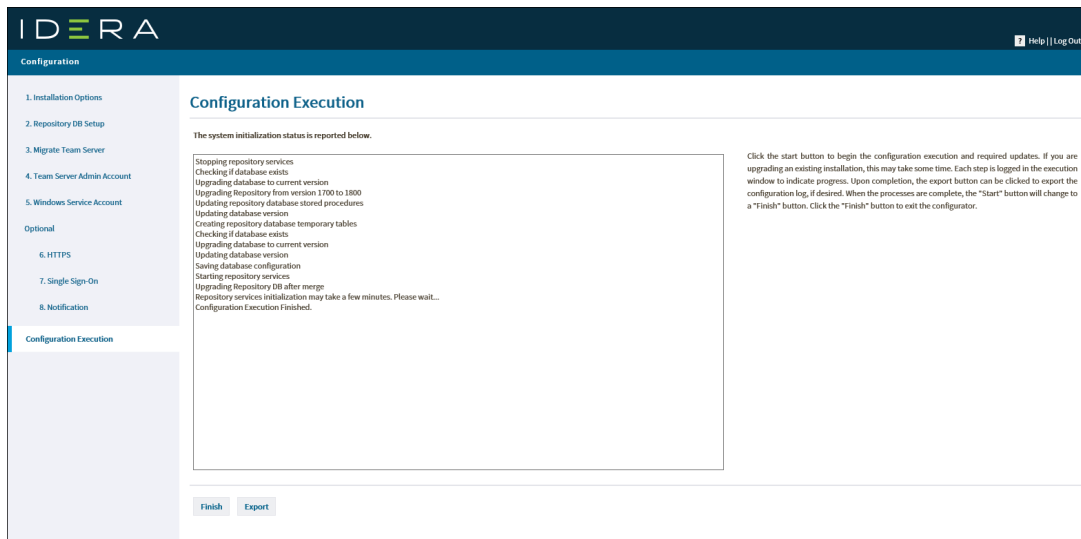 IDERA
? Help | | Log Out
Configuration
1. Installation Options
2. Repository DB Setup
3. Migrate Team Server
4. Team Server Admin Account
5. Windows Service Account
Optional
6. HTTPS
7. Single Sign-On
8. Notification
Configuration Execution
Configuration Execution
The system initialization status is reported below.
Stopping repository services
Checking if database exists
Upgrading database to current version
Upgrading Repository from version 1700 to 1800
Updating repository database stored procedures
Updating database version
Creating repository database temporary tables
Checking if database exists
Upgrading database to current version
Updating database version
Saving database configuration
Starting repository services
Upgrading Repository DB after merge
Repository services initialization may take a few minutes. Please wait...
Configuration Execution Finished.
Click the start button to begin the configuration execution and required updates. If you are
upgrading an existing installation, this may take some time. Each step is logged in the execution
window to indicate progress. Upon completion, the export button can be clicked to export the
configuration log, if desired. When the processes are complete, the "Start" button will change to
a "Finish" button. Click the "Finish" button to exit the configurator.
Finish Export